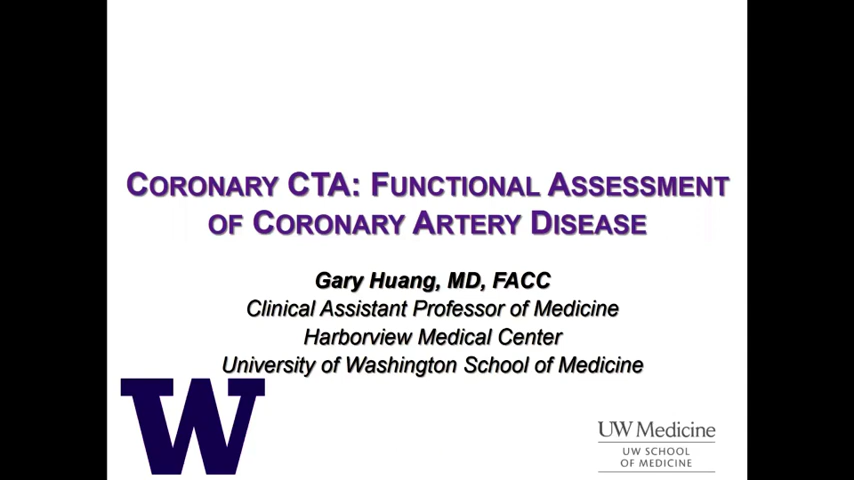 CORONARY CTA: FUNCTIONAL ASSESSMENT
OF CORONARY ARTERY DISEASE
Gary Huang, MD, FACC
Clinical Assistant Professor of Medicine
Harborview Medical Center
University of Washington School of Medicine
W
UW Medicine
UW SCHOOL
OF MEDICINE